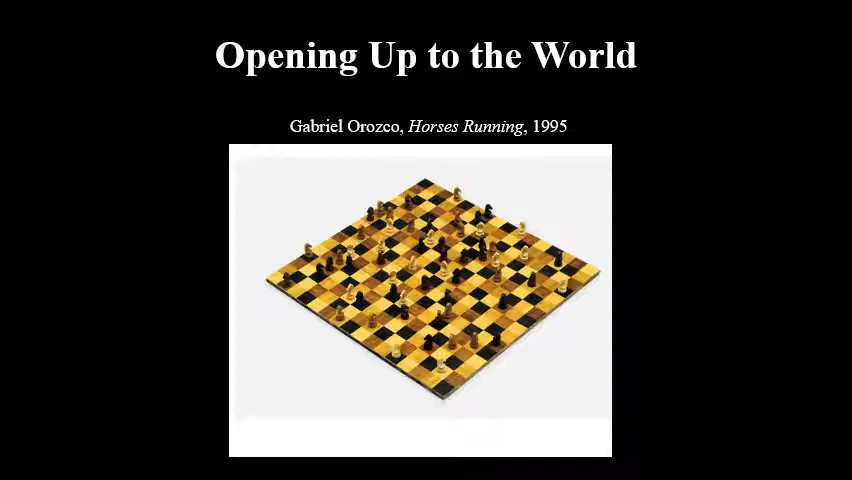 Opening Up to the World
Gabriel Orozco, Horses Running, 1995